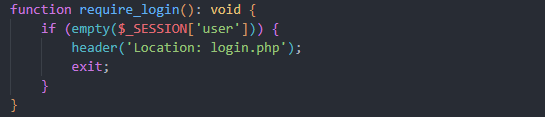 function require_login(): void {
    if (empty($_SESSION['user'])) {
        header('Location: login.php');
        exit;
    }
}